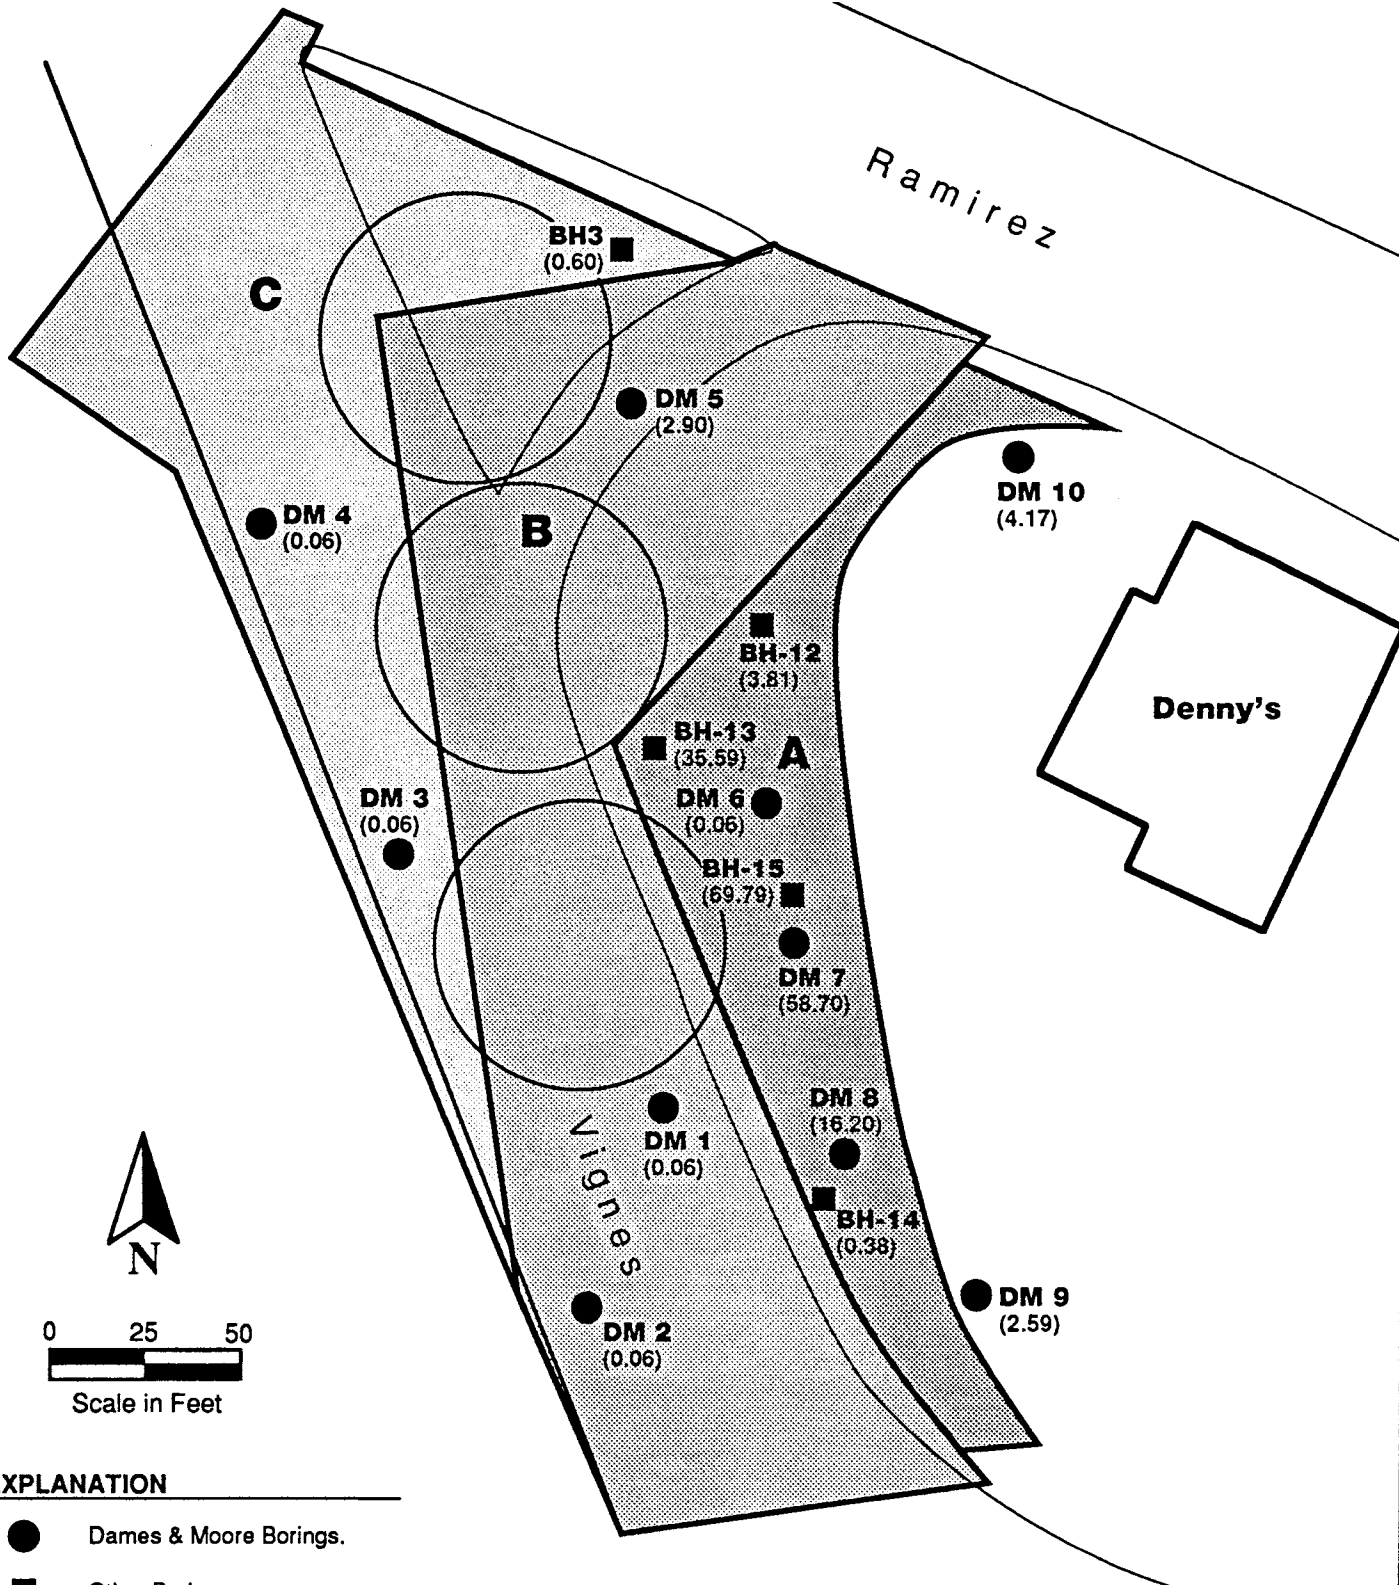 Ramirez
BH3
(0.60)
C
DM 5
(2.90)
DM 10
(4.17)
DM 4
(0.06)
B
BH-12
(3.81)
Denny's
BH-13
(35.59)
A
DM 3
(0.06)
DM 6
(0.06)
BH-15
(69.79)
DM 7
(58.70)
DM 8
(16.20)
DM 1
(0.06)
Vignes
BH-14
(0.38)
N
DM 9
(2.59)
DM 2
(0.06)
0 25 50
Scale in Feet
XPLANATION
Dames & Moore Borings.